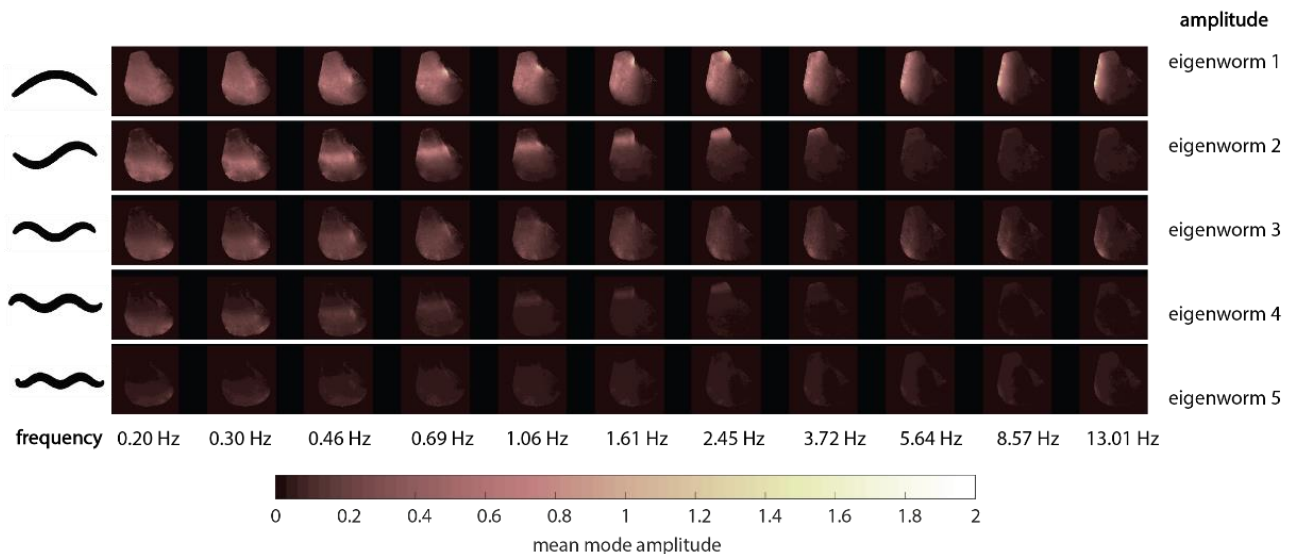 amplitude
eigenworm 1
eigenworm 2
eigenworm 3
eigenworm 4
eigenworm 5
frequency 0.20 Hz 0.30 Hz 0.46 Hz 0.69 Hz 1.06 Hz 1.61 Hz 2.45 Hz 3.72 Hz 5.64 Hz 8.57 Hz 13.01 Hz
0 0.2 0.4 0.6 0.8 1 1.2 1.4 1.6 1.8 2
mean mode amplitude